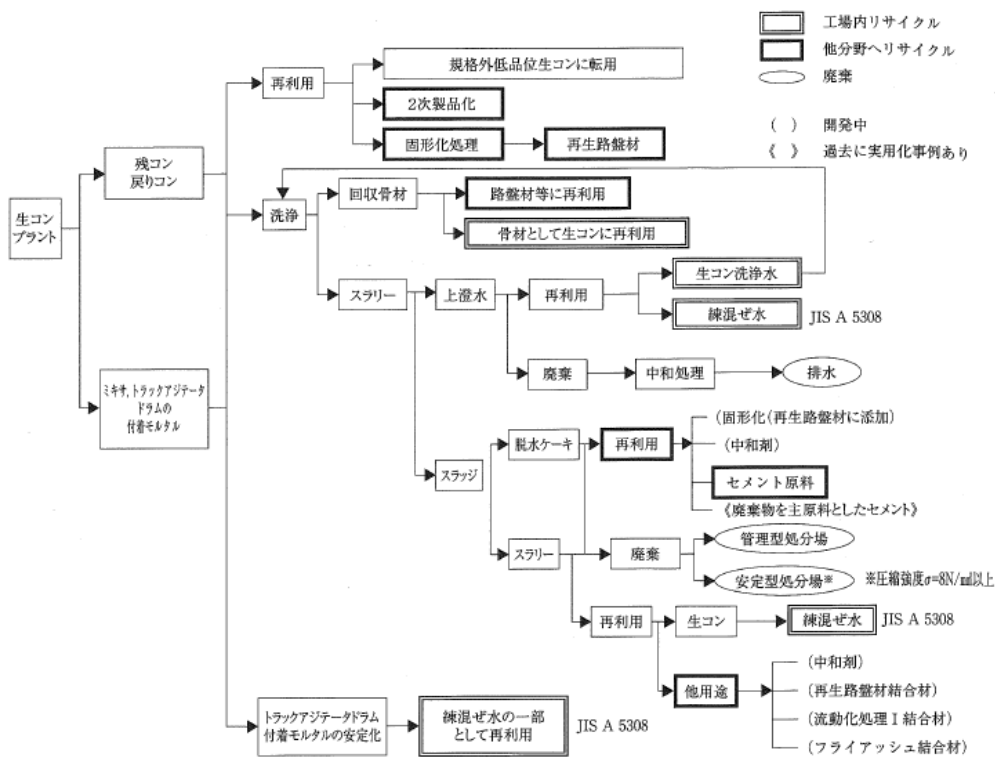 工場内リサイクル
他分野へリサイクル
廃棄
( ) 開発中
《 》 過去に実用化事例あり
再利用
規格外低品位生コンに転用
2次製品化
固形化処理
再生路盤材
残コン
戻りコン
生コン
プラント
洗浄
回収骨材
路盤材等に再利用
骨材として生コンに再利用
スラリー
上澄水
再利用
生コン洗浄水
練混ぜ水
JIS A 5308
廃棄
中和処理
排水
ミキサ,トラックアジテータ
ドラムの
付着モルタル
スラッジ
脱水ケーキ
再利用
(固形化(再生路盤材に添加)
(中和剤)
セメント原料
《廃棄物を主原料としたセメント》
スラリー
廃棄
管理型処分場
安定型処分場※
※圧縮強度σ=8N/㎟以上
再利用
生コン
練混ぜ水
JIS A 5308
他用途
(中和剤)
(再生路盤材結合材)
(流動化処理Ⅰ結合材)
(フライアッシュ結合材)
トラックアジテータドラム
付着モルタルの安定化
練混ぜ水の一部
として再利用
JIS A 5308